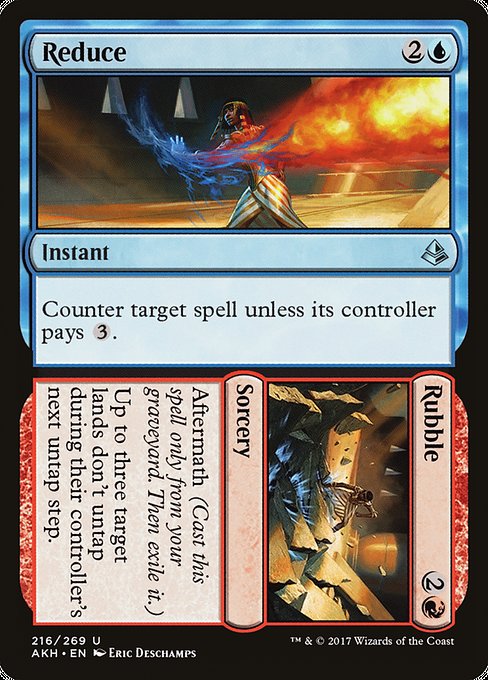 Reduce 2
Instant
Counter target spell unless its controller
pays 3.
Rubble 2
Sorcery
Aftermath (Cast this
spell only from your
graveyard. Then exile it.)
Up to three target
lands don't untap
during their controller's
next untap step.
216/269 U
AKH • EN Eric Deschamps
™ & © 2017 Wizards of the Coast